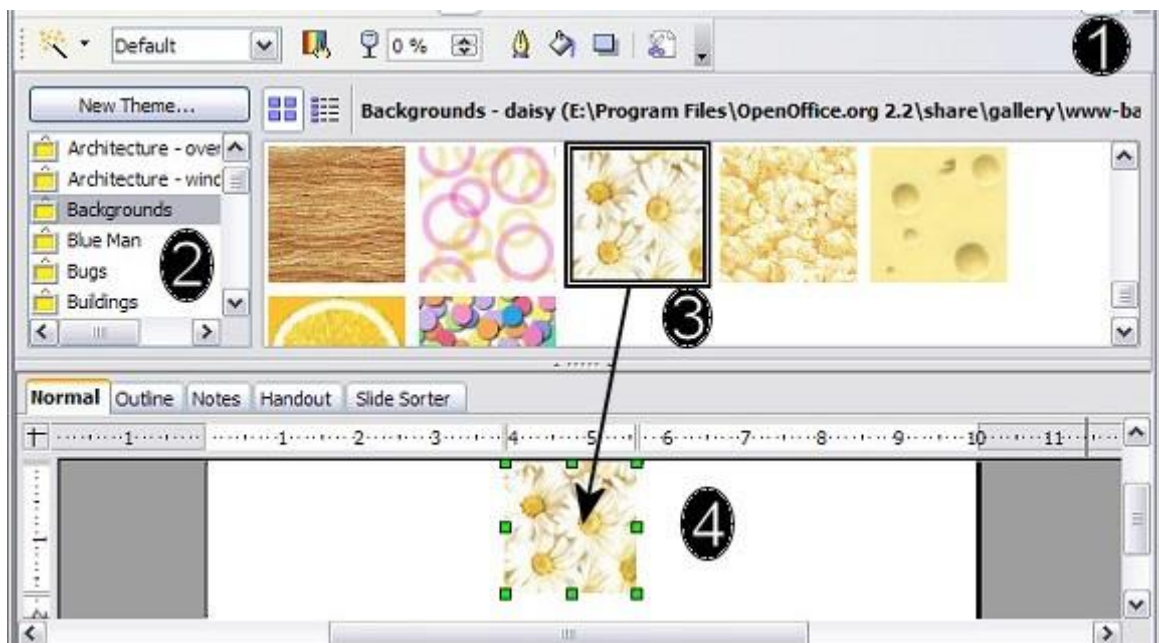 Default
0 %
1
New Theme...
Backgrounds - daisy (E:\Program Files\OpenOffice.org 2.2\share\gallery\www-ba
Architecture - over
Architecture - winc
Backgrounds
Blue Man
Bugs
Buildings
2
3
Normal Outline Notes Handout Slide Sorter
1 1 2 3 4 5 6 7 8 9 10 11
1
4